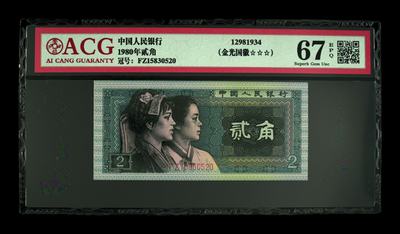 ACG
AI CANG GUARANTY
中国人民银行
1980年贰角
冠号：FZ15830520
12981934
(金光国徽☆☆☆)
67 EPQ
Superb Gem Unc
中国人民银行
贰角
2
2